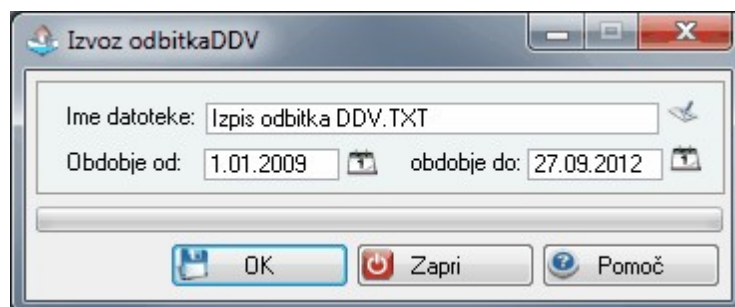 Izvoz odbitkaDDV
Ime datoteke: Izpis odbitka DDV.TXT
Obdobje od: 1.01.2009 obdobje do: 27.09.2012
OK Zapri Pomoč